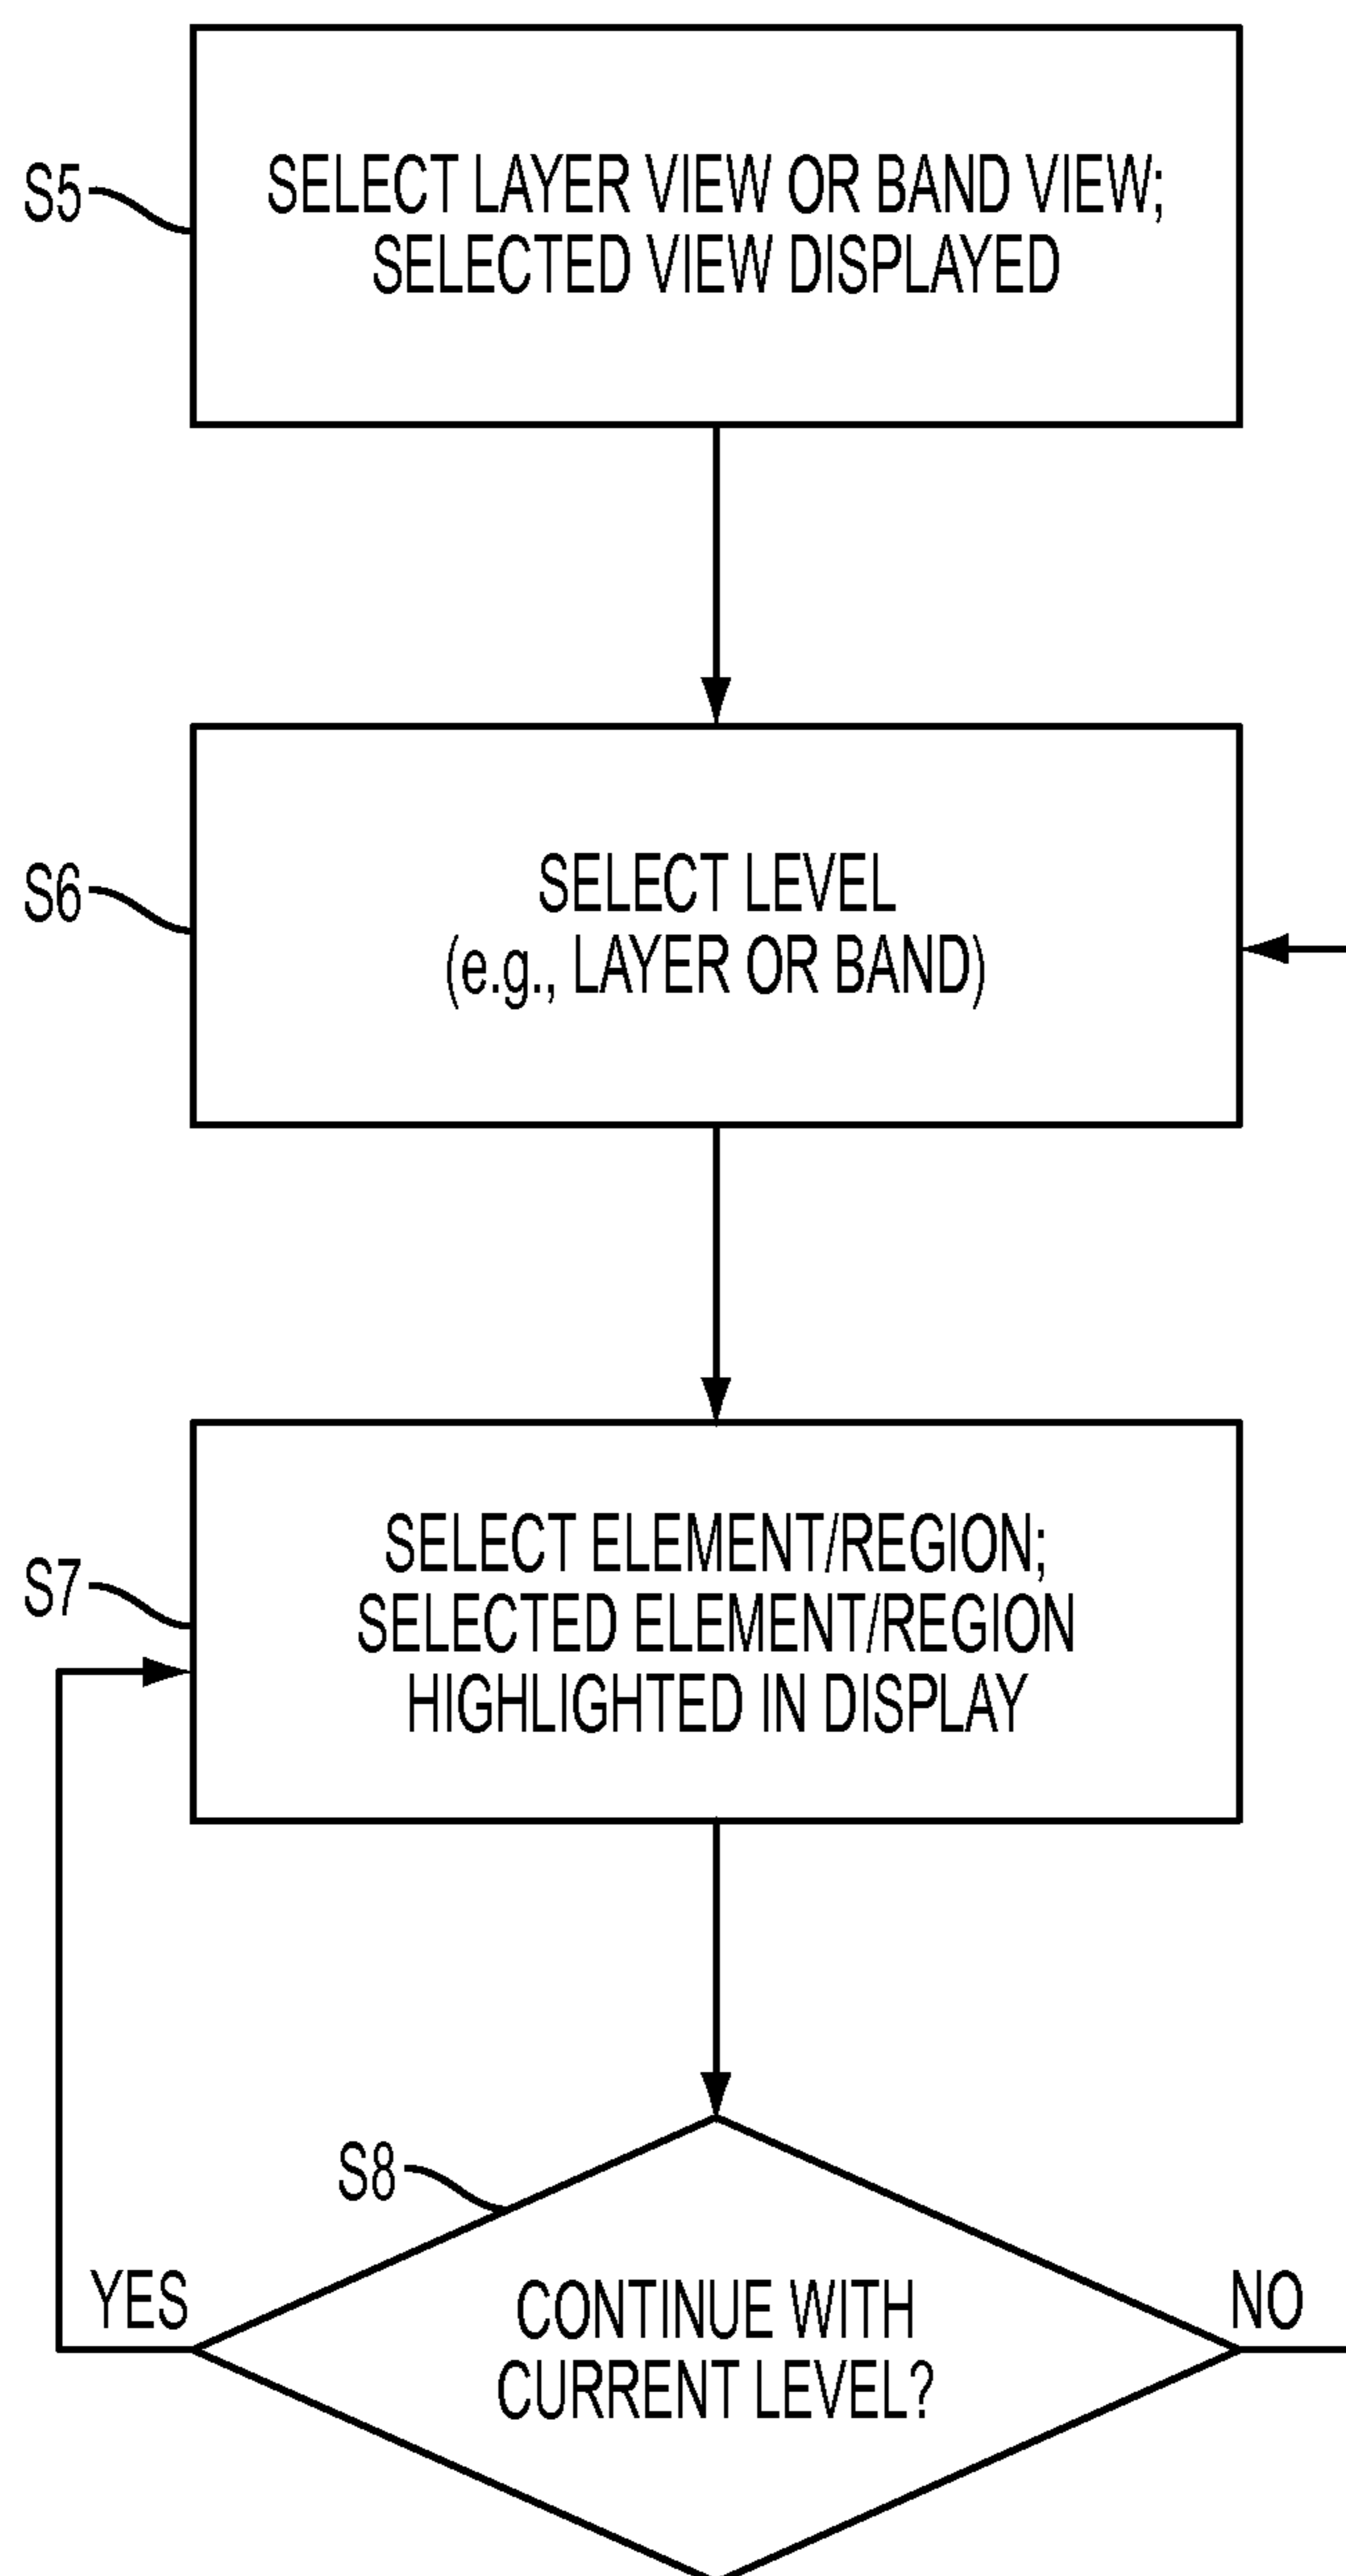 S5
SELECT LAYER VIEW OR BAND VIEW;
SELECTED VIEW DISPLAYED
S6
SELECT LEVEL
(e.g., LAYER OR BAND)
S7
SELECT ELEMENT/REGION;
SELECTED ELEMENT/REGION
HIGHLIGHTED IN DISPLAY
S8
YES
NO
CONTINUE WITH
CURRENT LEVEL?